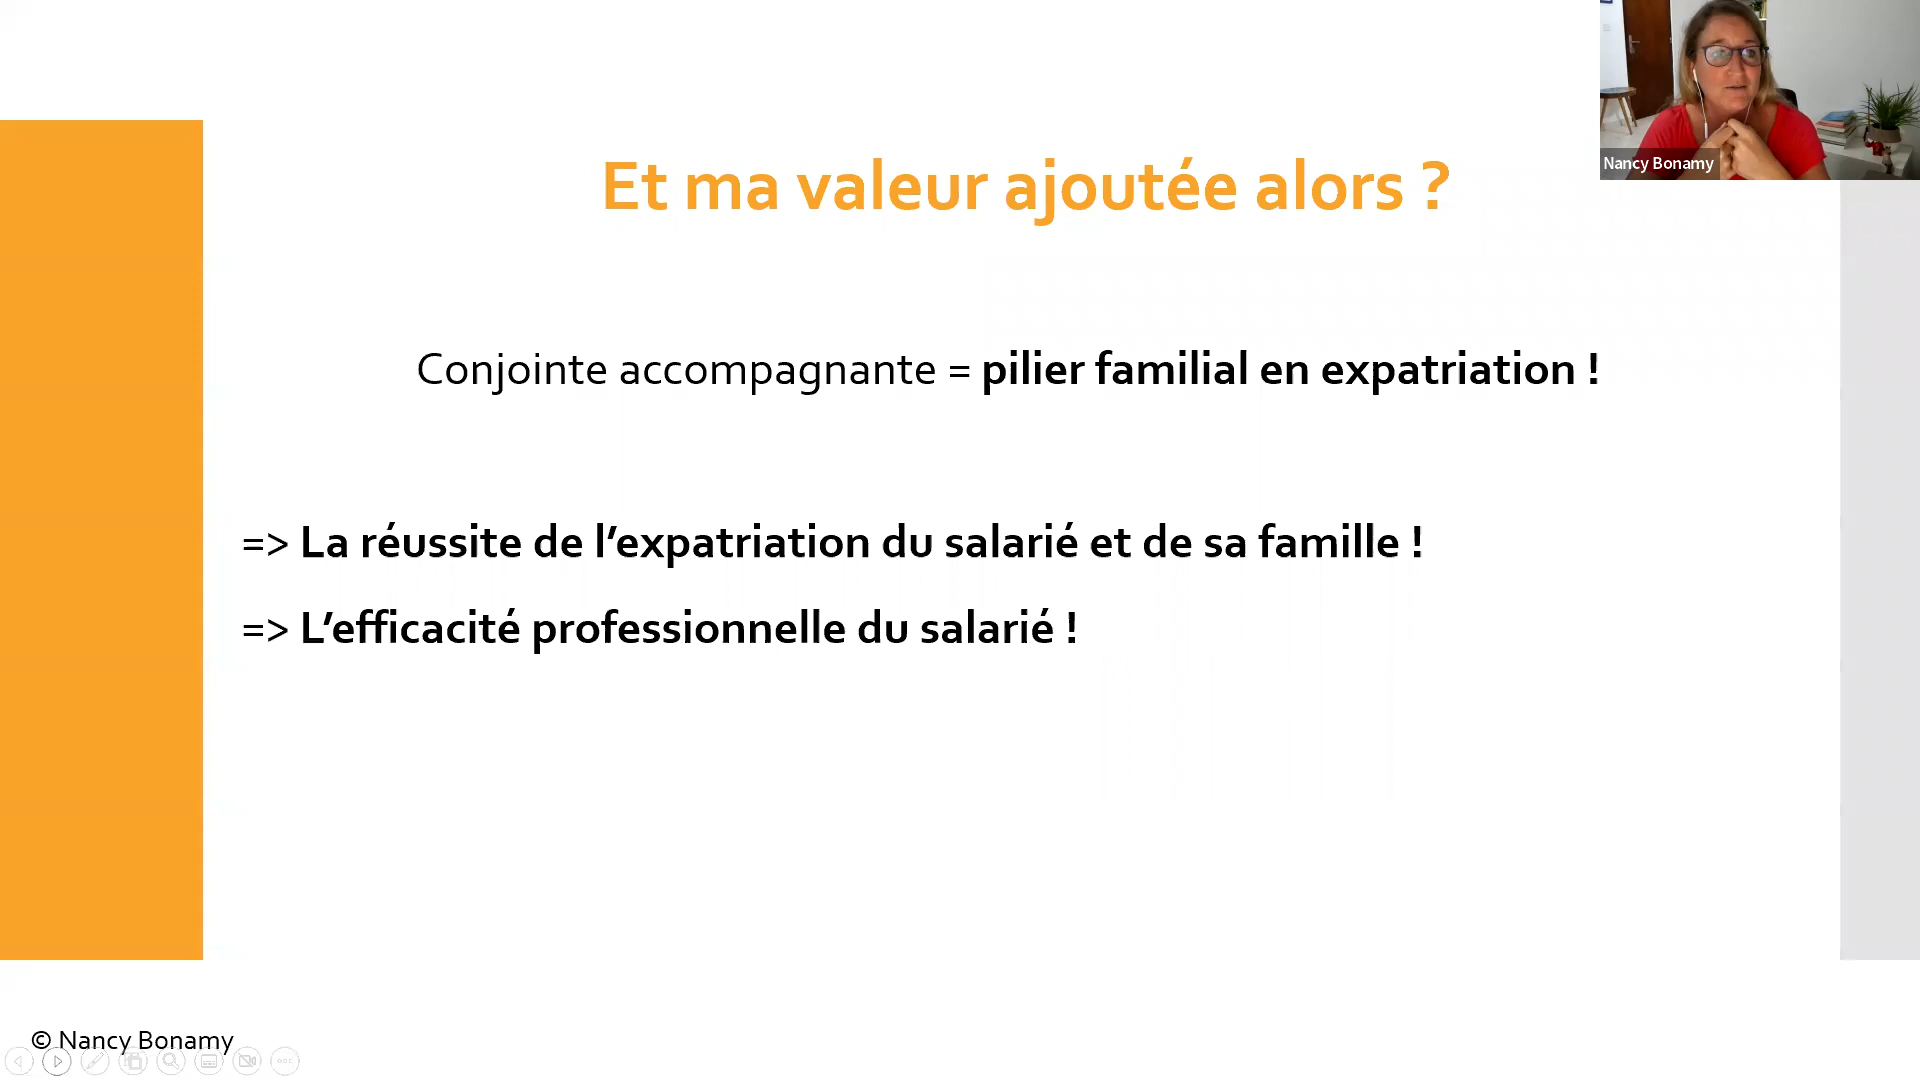 Nancy Bonamy
Et ma valeur ajoutée alors ?
Conjointe accompagnante = pilier familial en expatriation !
=> La réussite de l’expatriation du salarié et de sa famille !
=> L’efficacité professionnelle du salarié !
© Nancy Bonamy